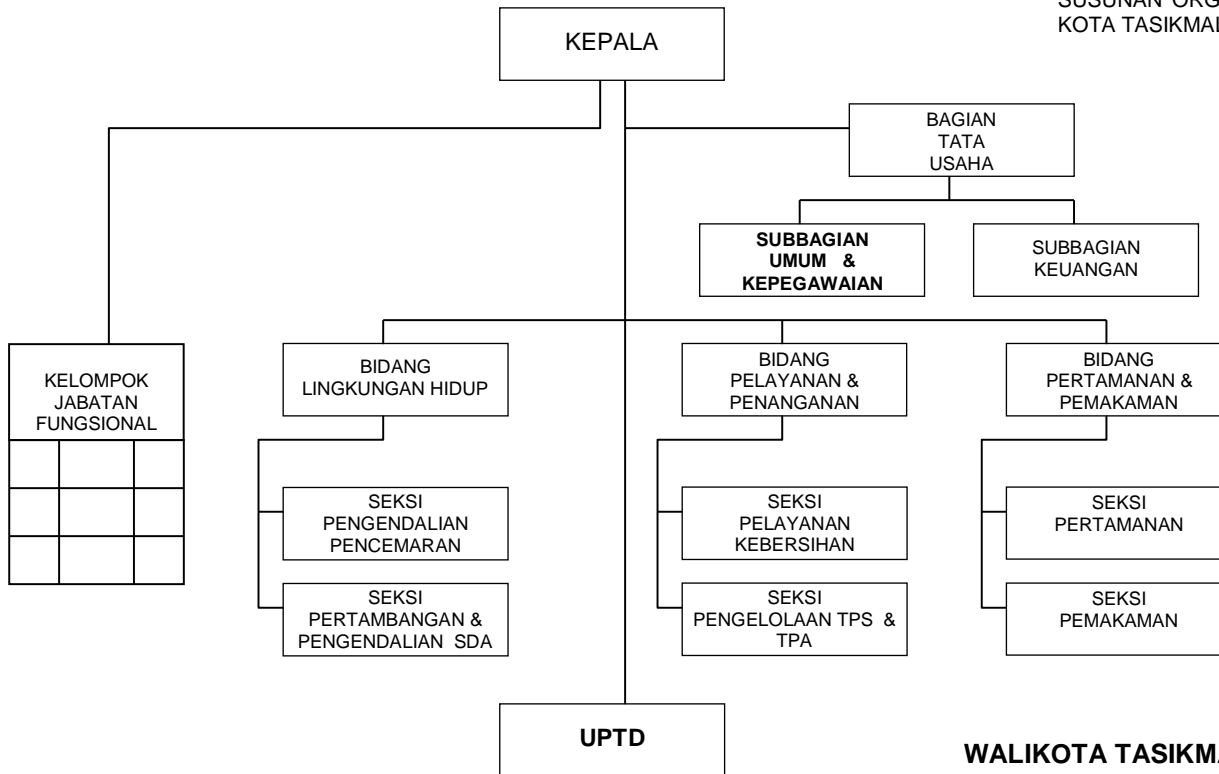 SUSUNAN
KOTA
KEPALA
BAGIAN
TATA
USAHA
SUBBAGIAN
UMUM &
KEPEGAWAIAN
SUBBAGIAN
KEUANGAN
KELOMPOK
JABATAN
FUNGSIONAL
BIDANG
LINGKUNGAN HIDUP
BIDANG
PELAYANAN &
PENANGANAN
BIDANG
PERTAMANAN &
PEMAKAMAN
SEKSI
PENGENDALIAN
PENCEMARAN
SEKSI
PELAYANAN
KEBERSIHAN
SEKSI
PERTAMANAN
SEKSI
PERTAMBANGAN &
PENGENDALIAN SDA
SEKSI
PENGELOLAAN TPS &
TPA
SEKSI
PEMAKAMAN
UPTD
WALIKOTA